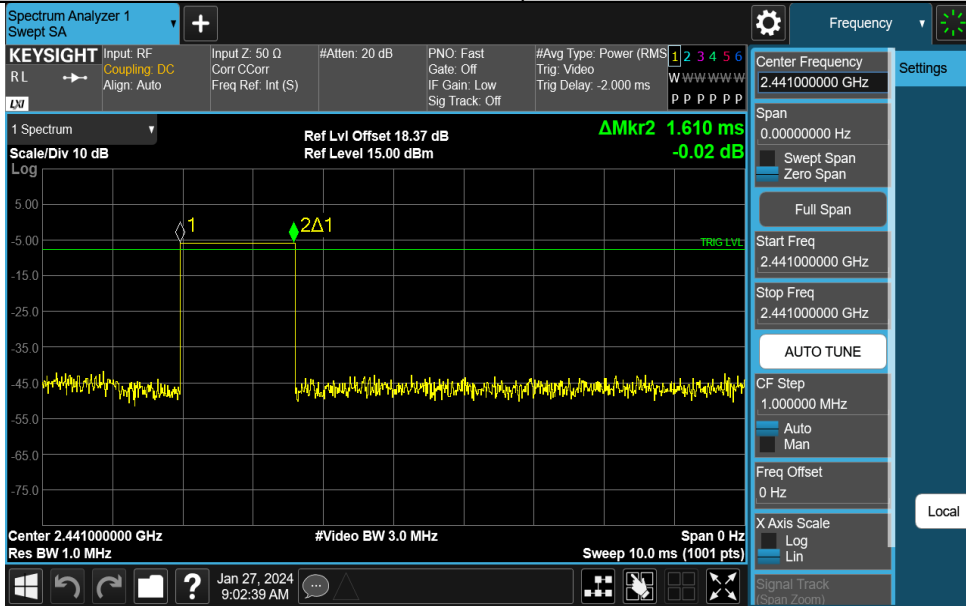 Spectrum Analyzer 1
Swept SA
+
Frequency
KEYSIGHT
RL
LXI
Input: RF
Coupling: DC
Align: Auto
Input Z: 50 Ω
Corr CCorr
Freq Ref: Int (S)
#Atten: 20 dB
PNO: Fast
Gate: Off
IF Gain: Low
Sig Track: Off
#Avg Type: Power (RMS
Trig: Video
Trig Delay: -2.000 ms
1 2 3 4 5 6
W W W W W W
P P P P P P
1 Spectrum
Scale/Div 10 dB
Log
Ref Lvl Offset 18.37 dB
Ref Level 15.00 dBm
ΔMkr2 1.610 ms
-0.02 dB
5.00
-5.00
-15.0
-25.0
-35.0
-45.0
-55.0
-65.0
-75.0
1
2Δ1
TRIG LVL
Center 2.441000000 GHz
Res BW 1.0 MHz
#Video BW 3.0 MHz
Span 0 Hz
Sweep 10.0 ms (1001 pts)
?
Jan 27, 2024
9:02:39 AM
Center Frequency
2.441000000 GHz
Span
0.00000000 Hz
Swept Span
Zero Span
Full Span
Start Freq
2.441000000 GHz
Stop Freq
2.441000000 GHz
AUTO TUNE
CF Step
1.000000 MHz
Auto
Man
Freq Offset
0 Hz
X Axis Scale
Log
Lin
Signal Track
(Span Zoom)
Settings
Local